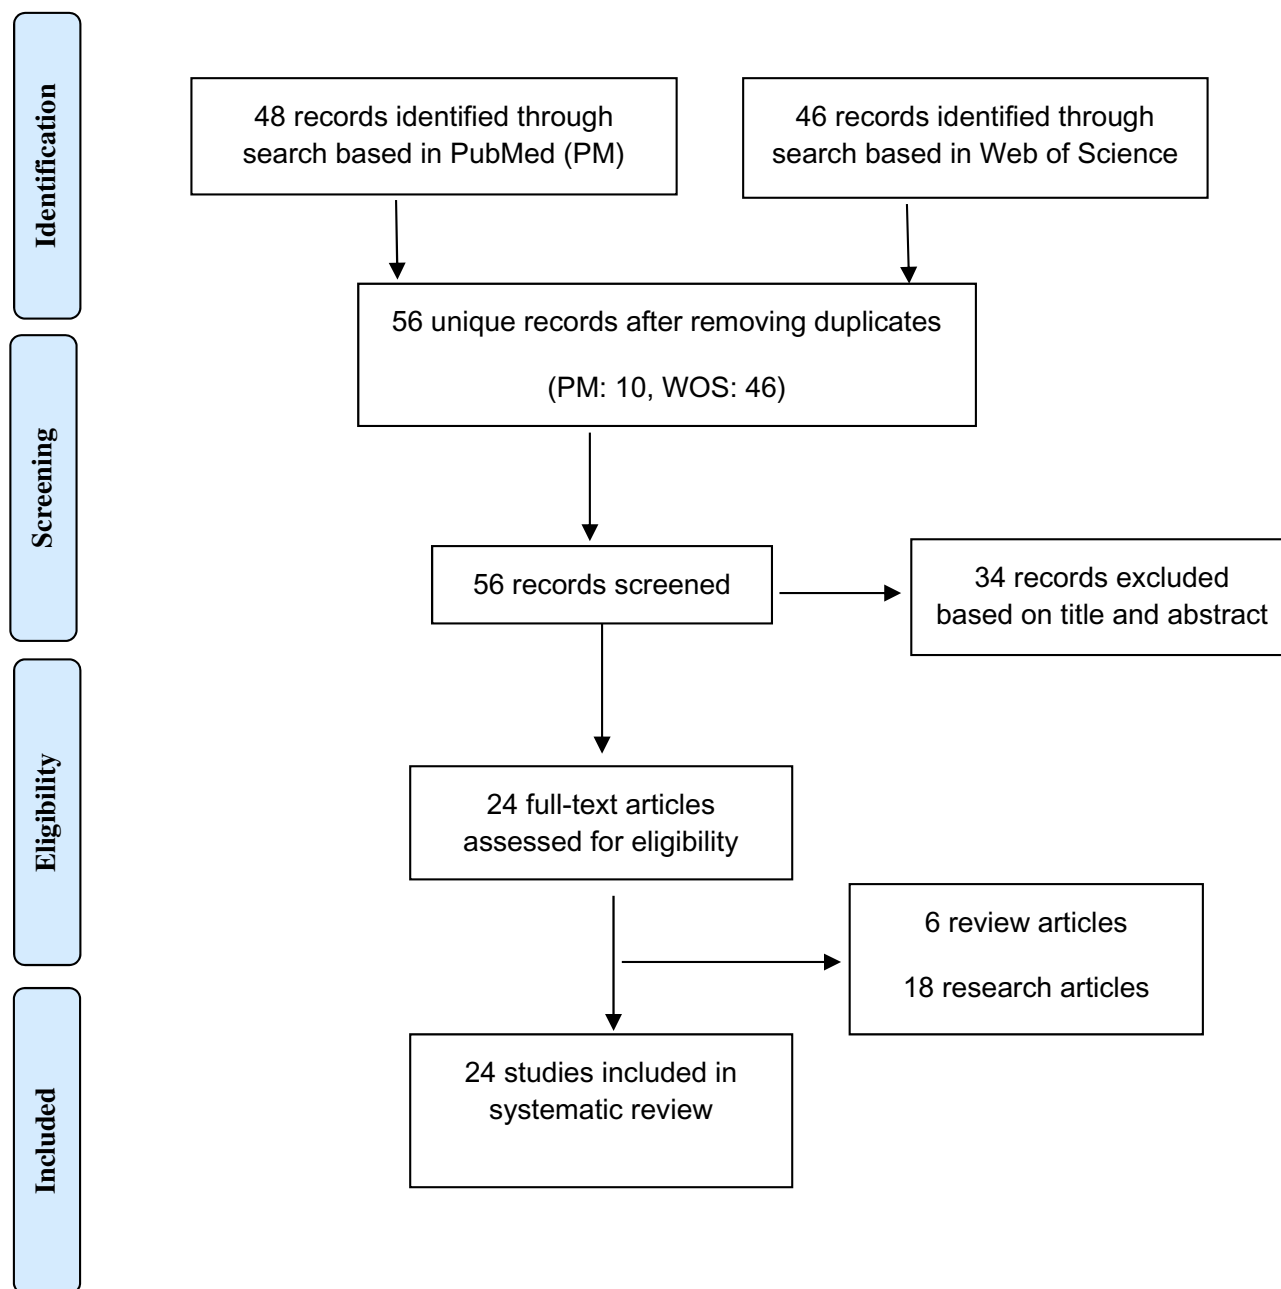 Identification
48 records identified through
search based in PubMed (PM)
46 records identified through
search based in Web of Science
56 unique records after removing duplicates
(PM: 10, WOS: 46)
Screening
56 records screened
34 records excluded
based on title and abstract
Eligibility
24 full-text articles
assessed for eligibility
6 review articles
18 research articles
Included
24 studies included in
systematic review